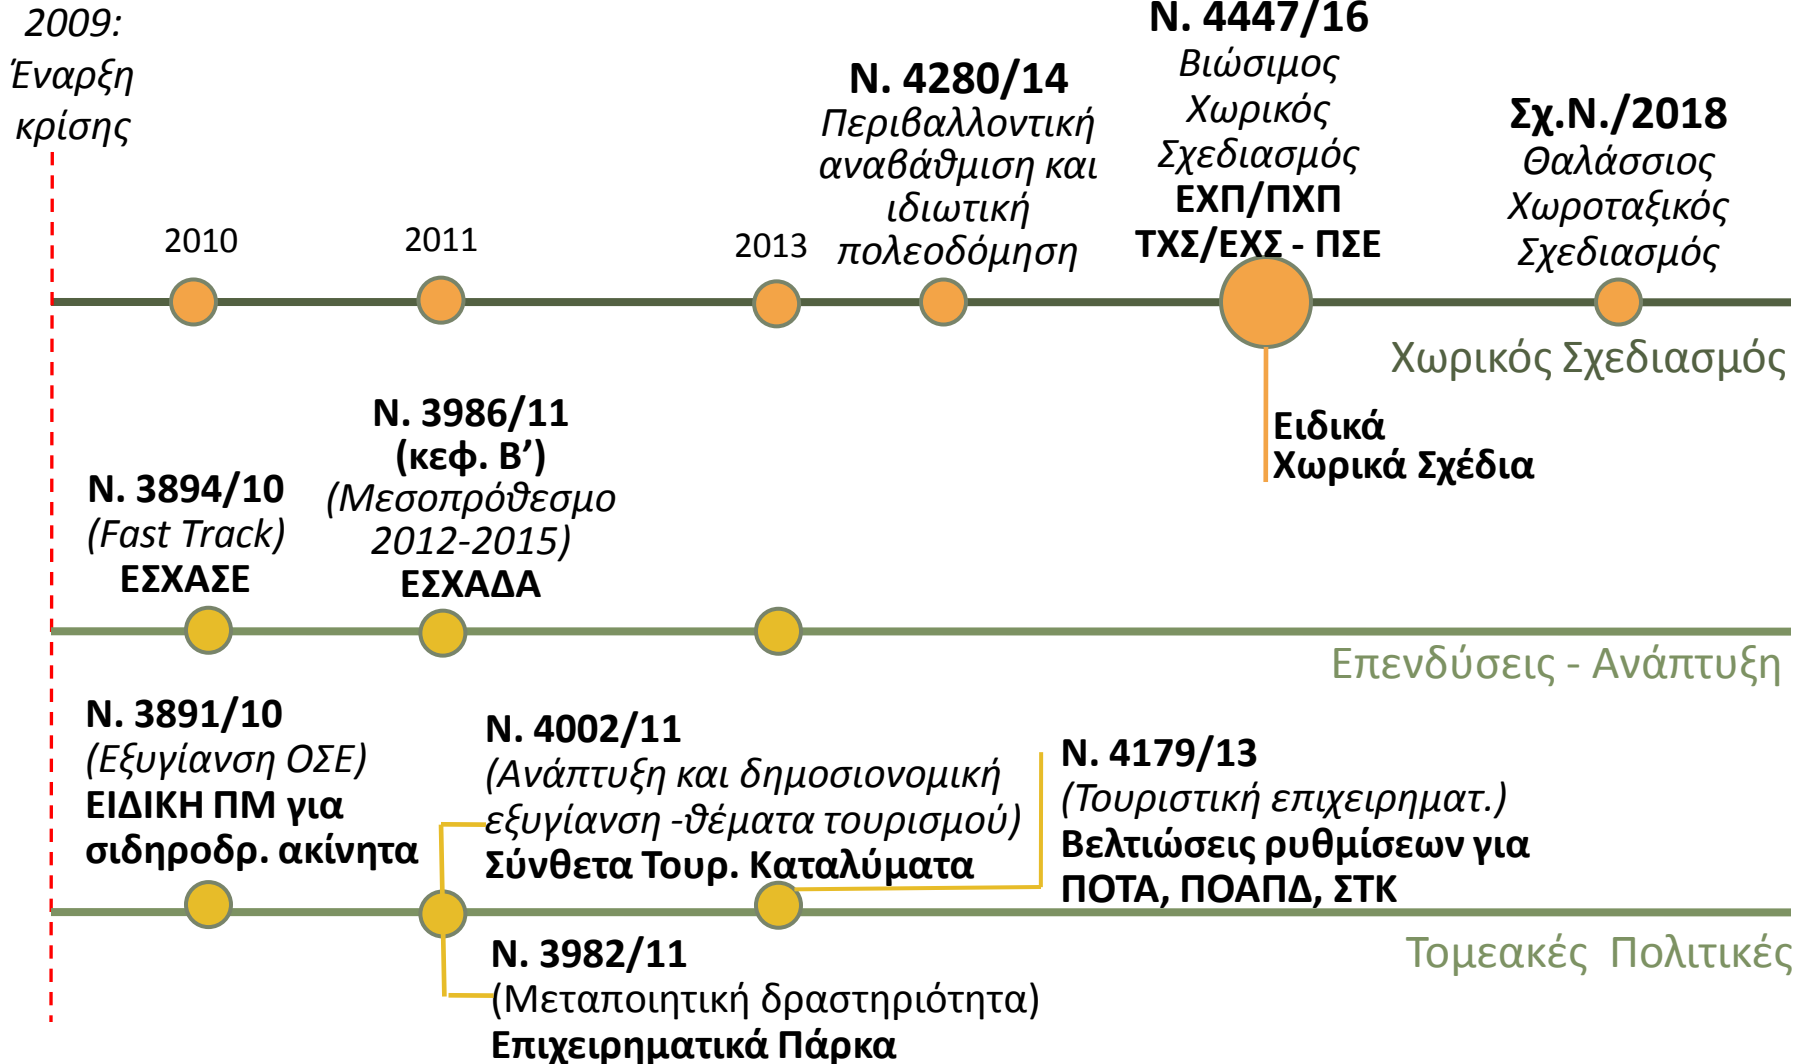 2009:
Έναρξη
κρίσης
2010
2011
2013
Ν. 4280/14
Περιβαλλοντική
αναβάθμιση και
ιδιωτική
πολεοδόμηση
Ν. 4447/16
Βιώσιμος
Χωρικός
Σχεδιασμός
ΕΧΠ/ΠΧΠ
ΤΧΣ/ΕΧΣ - ΠΣΕ
Σχ.Ν./2018
Θαλάσσιος
Χωροταξικός
Σχεδιασμός
Χωρικός Σχεδιασμός
Ειδικά
Χωρικά Σχέδια
Ν. 3894/10
(Fast Track)
ΕΣΧΑΣΕ
Ν. 3986/11
(κεφ. Β’)
(Μεσοπρόθεσμο
2012-2015)
ΕΣΧΑΔΑ
Επενδύσεις - Ανάπτυξη
Ν. 3891/10
(Εξυγίανση ΟΣΕ)
ΕΙΔΙΚΗ ΠΜ για
σιδηροδρ. ακίνητα
Ν. 4002/11
(Ανάπτυξη και δημοσιονομική
εξυγίανση -θέματα τουρισμού)
Σύνθετα Τουρ. Καταλύματα
Ν. 4179/13
(Τουριστική επιχειρηματ.)
Βελτιώσεις ρυθμίσεων για
ΠΟΤΑ, ΠΟΑΠΔ, ΣΤΚ
Τομεακές Πολιτικές
Ν. 3982/11
(Μεταποιητική δραστηριότητα)
Επιχειρηματικά Πάρκα